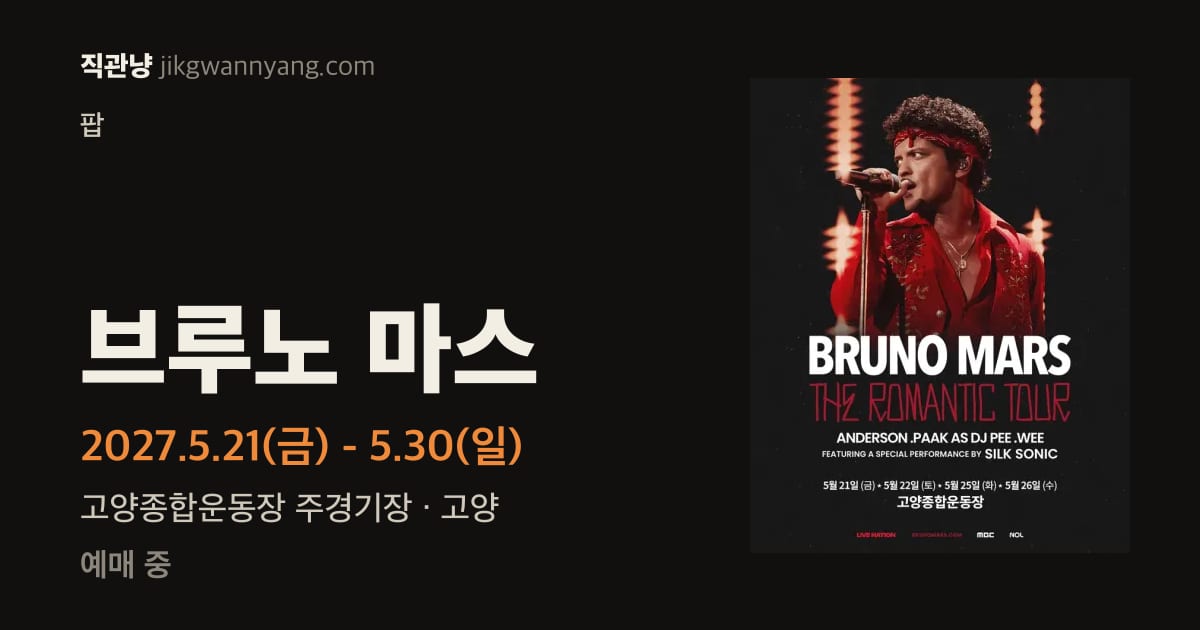 직관냥 jikgwannyang.com
팝
브루노 마스
2027.5.21(금) - 5.30(일)
고양종합운동장 주경기장 · 고양
예매 중
BRUNO MARS
THE ROMANTIC TOUR
ANDERSON .PAAK AS DJ PEE .WEE
FEATURING A SPECIAL PERFORMANCE BY SILK SONIC
5월 21일 (금) • 5월 22일 (토) • 5월 25일 (화) • 5월 26일 (수)
고양종합운동장
LIVE NATION BRUNOMARS.COM MBC NOL